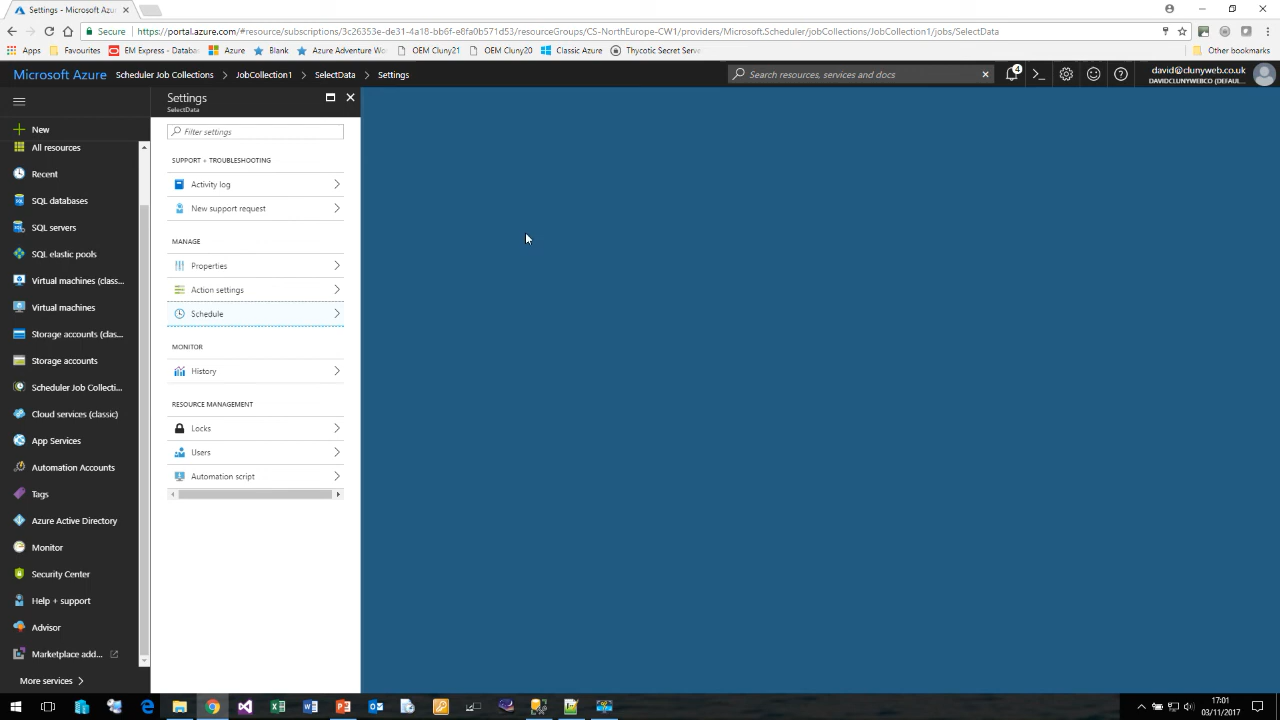 Settings - Microsoft Az
Secure
https://portal.azure.com/#resource/subscriptions/3c26353e-de31-4a18-bb6f-e8fa0b571d53/resourceGroups/CS-NorthEurope-CW1/providers/Microsoft.Scheduler/jobCollections/JobCollection1/jobs/SelectData
Apps Favourites EM Express - Databa Azure Blank Azure Adventure Wo OEM Cluny21 OEM Cluny20 Classic Azure Thycotic Secret Serve Other bookmarks
Microsoft Azure Scheduler Job Collections > JobCollection1 > SelectData > Settings
Search resources, services and docs
4
david@clunyweb.co.uk
DAVIDCLUNYWEBCO (DEFAUL...
Settings
SelectData
New
Filter settings
All resources
Recent
SQL databases
SQL servers
SQL elastic pools
Virtual machines (class...
Virtual machines
Storage accounts (clas...
Storage accounts
Scheduler Job Collecti...
Cloud services (classic)
App Services
Automation Accounts
Tags
Azure Active Directory
Monitor
Security Center
Help + support
Advisor
Marketplace add...
More services
SUPPORT + TROUBLESHOOTING
Activity log
New support request
MANAGE
Properties
Action settings
Schedule
MONITOR
History
RESOURCE MANAGEMENT
Locks
Users
Automation script
17:01
03/11/2017